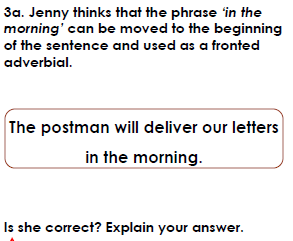 3a. Jenny thinks that the phrase ‘in the
morning’ can be moved to the beginning
of the sentence and used as a fronted
adverbial.
The postman will deliver our letters
in the morning.
Is she correct? Explain your answer.